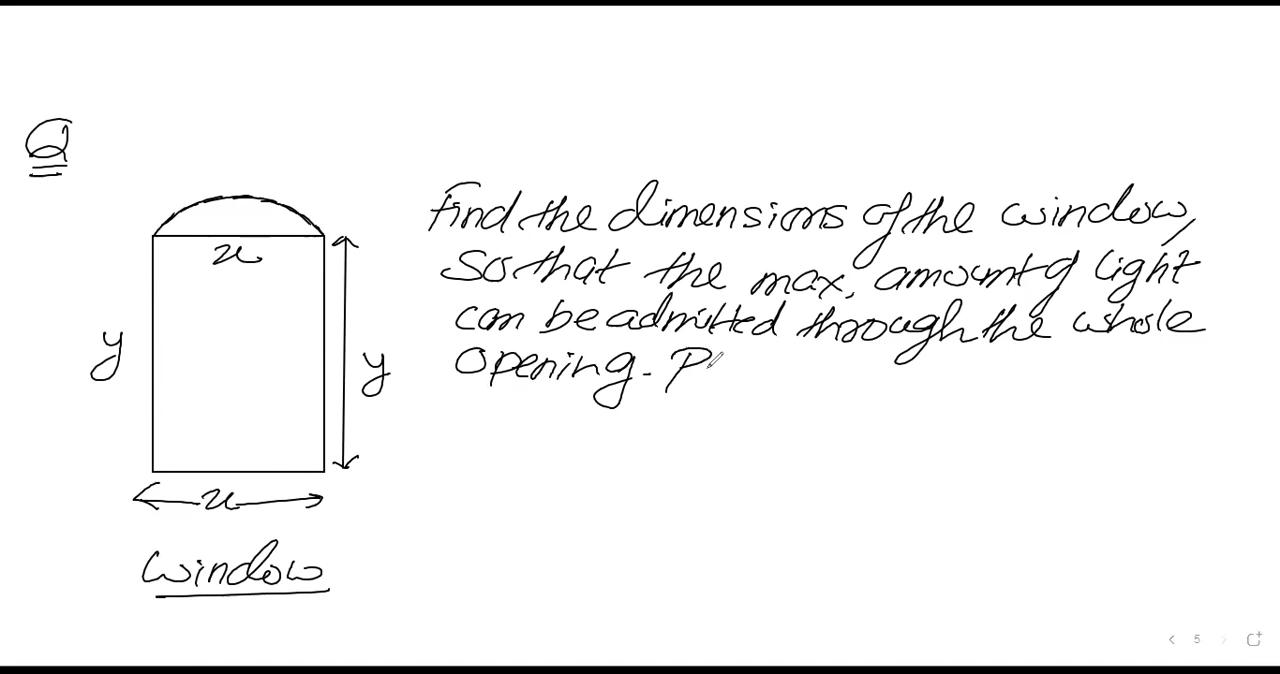 Q
x
y
y
x
window
Find the dimensions of the window,
so that the max. amount of light
can be admitted through the whole
opening. P
5